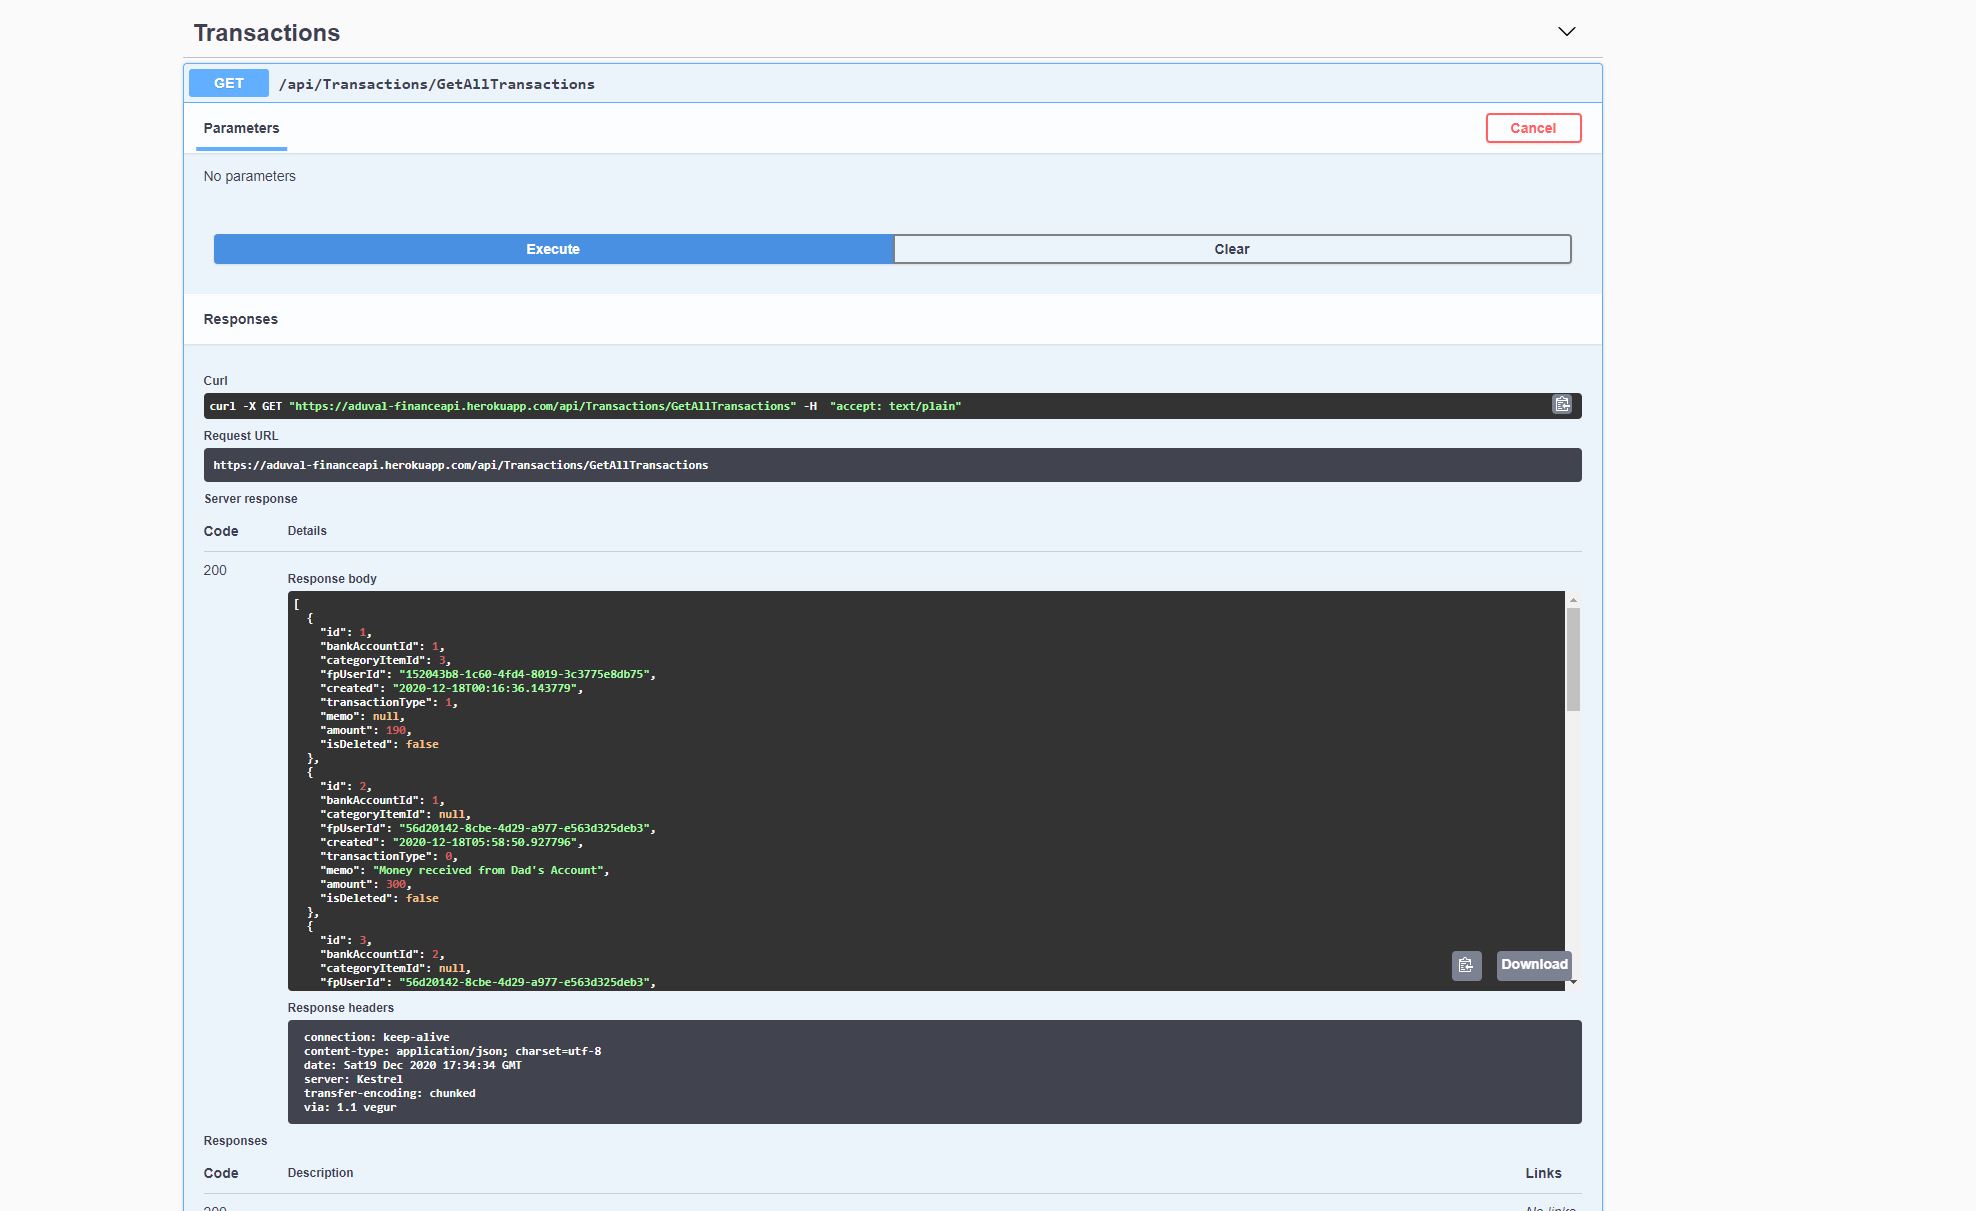 Transactions
GET /api/Transactions/GetAllTransactions
Parameters
Cancel
No parameters
Execute
Clear
Responses
Curl
curl -X GET "https://aduval-financeapi.herokuapp.com/api/Transactions/GetAllTransactions" -H  "accept: text/plain"
Request URL
https://aduval-financeapi.herokuapp.com/api/Transactions/GetAllTransactions
Server response
Code Details
200
Response body
[
  {
    "id": 1,
    "bankAccountId": 1,
    "categoryItemId": 3,
    "fpUserId": "152043b8-1c60-4fd4-8019-3c3775e8db75",
    "created": "2020-12-18T00:16:36.143779",
    "transactionType": 1,
    "memo": null,
    "amount": 190,
    "isDeleted": false
  },
  {
    "id": 2,
    "bankAccountId": 1,
    "categoryItemId": null,
    "fpUserId": "56d20142-8cbe-4d29-a977-e563d325deb3",
    "created": "2020-12-18T05:58:50.927796",
    "transactionType": 0,
    "memo": "Money received from Dad's Account",
    "amount": 300,
    "isDeleted": false
  },
  {
    "id": 3,
    "bankAccountId": 2,
    "categoryItemId": null,
    "fpUserId": "56d20142-8cbe-4d29-a977-e563d325deb3",
Download
Response headers
connection: keep-alive
content-type: application/json; charset=utf-8
date: Sat19 Dec 2020 17:34:34 GMT
server: Kestrel
transfer-encoding: chunked
via: 1.1 vegur
Responses
Code Description Links
200 No links